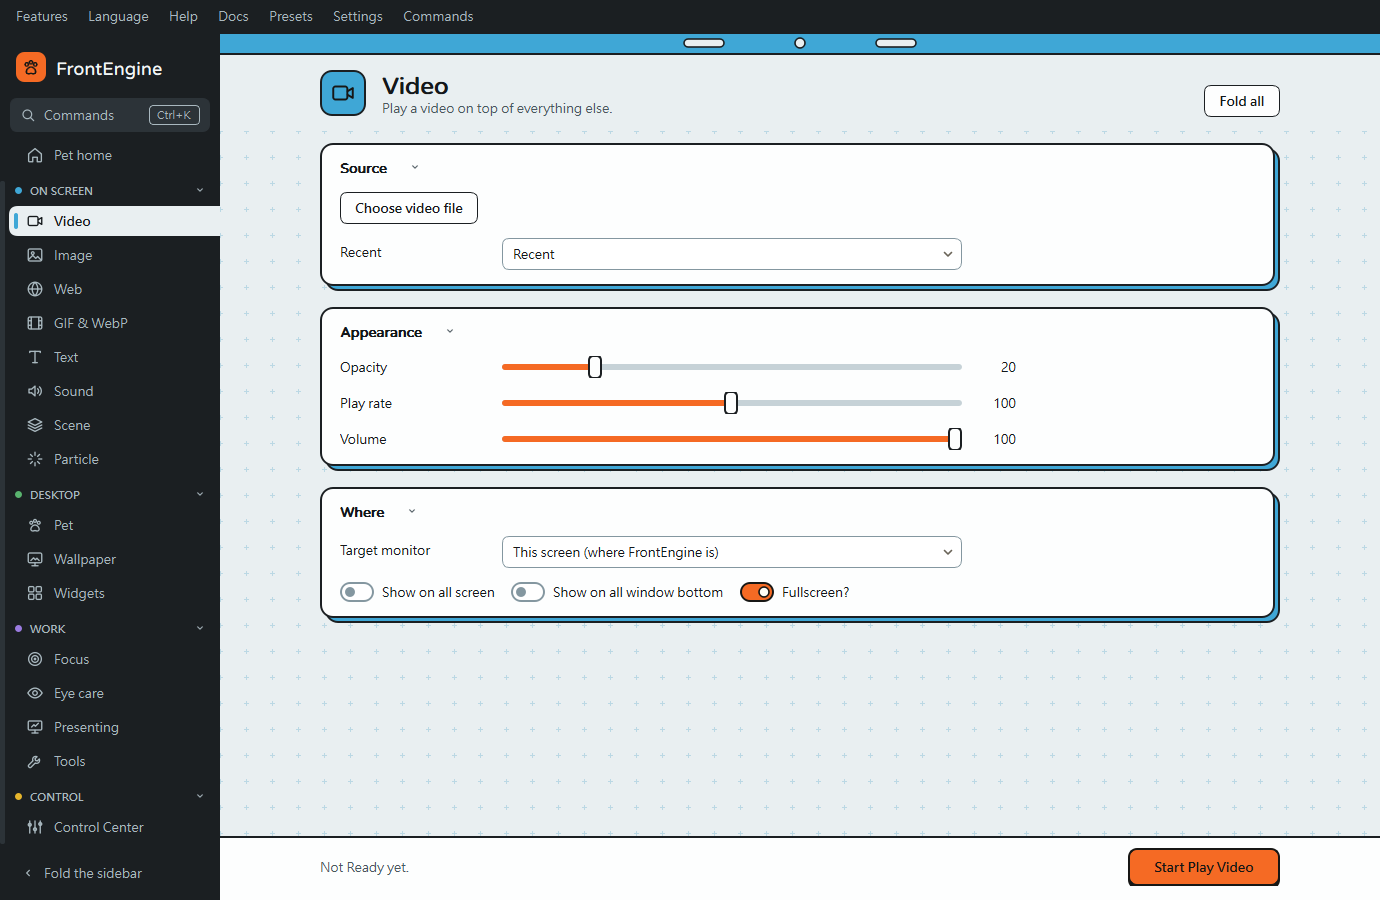 Features Language Help Docs Presets Settings Commands
FrontEngine
Commands Ctrl+K
Pet home
ON SCREEN
Video
Image
Web
GIF & WebP
Text
Sound
Scene
Particle
DESKTOP
Pet
Wallpaper
Widgets
WORK
Focus
Eye care
Presenting
Tools
CONTROL
Control Center
Fold the sidebar
Video
Play a video on top of everything else.
Fold all
Source
Choose video file
Recent Recent
Appearance
Opacity 20
Play rate 100
Volume 100
Where
Target monitor This screen (where FrontEngine is)
Show on all screen Show on all window bottom Fullscreen?
Not Ready yet.
Start Play Video